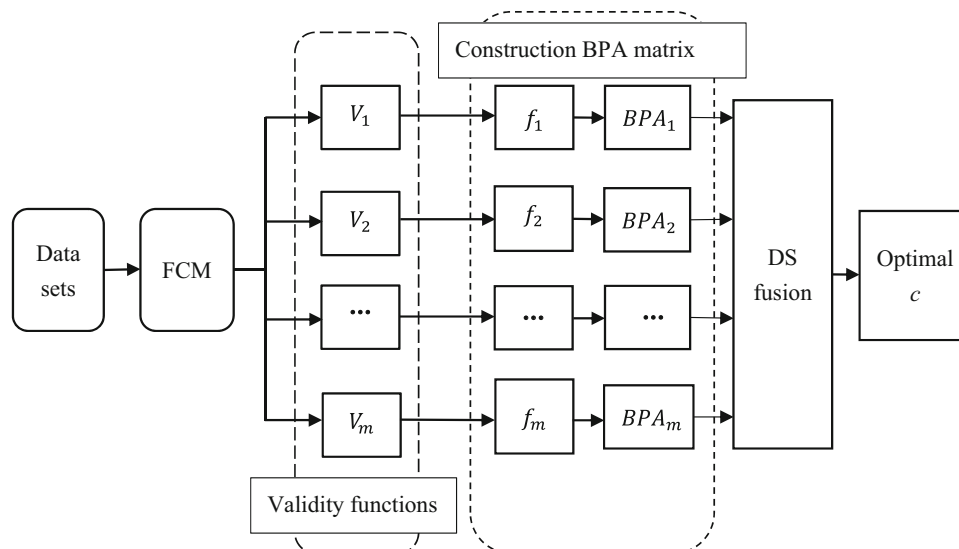 Construction BPA matrix
V₁
f₁
BPA₁
V₂
f₂
BPA₂
Data
sets
FCM
DS
fusion
Optimal
c
...
...
...
Vₘ
fₘ
BPAₘ
Validity functions